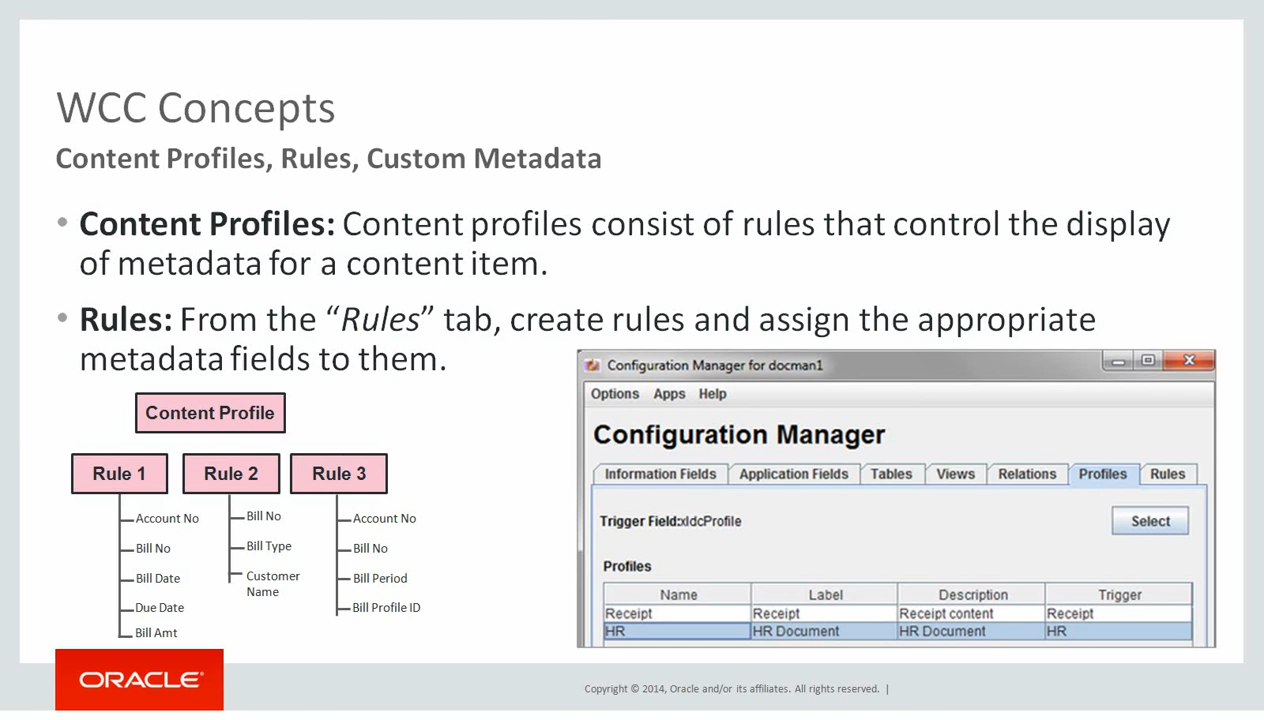 WCC Concepts
Content Profiles, Rules, Custom Metadata
• Content Profiles: Content profiles consist of rules that control the display
of metadata for a content item.
• Rules: From the “Rules” tab, create rules and assign the appropriate
metadata fields to them.
Content Profile
Rule 1 Rule 2 Rule 3
Account No
Bill No
Bill Date
Due Date
Bill Amt
Bill No
Bill Type
Customer
Name
Account No
Bill No
Bill Period
Bill Profile ID
Configuration Manager for docman1
Options Apps Help
Configuration Manager
Information Fields Application Fields Tables Views Relations Profiles Rules
Trigger Field:xIdcProfile Select
Profiles
Name Label Description Trigger
Receipt Receipt Receipt content Receipt
HR HR Document HR Document HR
ORACLE®
Copyright © 2014, Oracle and/or its affiliates. All rights reserved. |